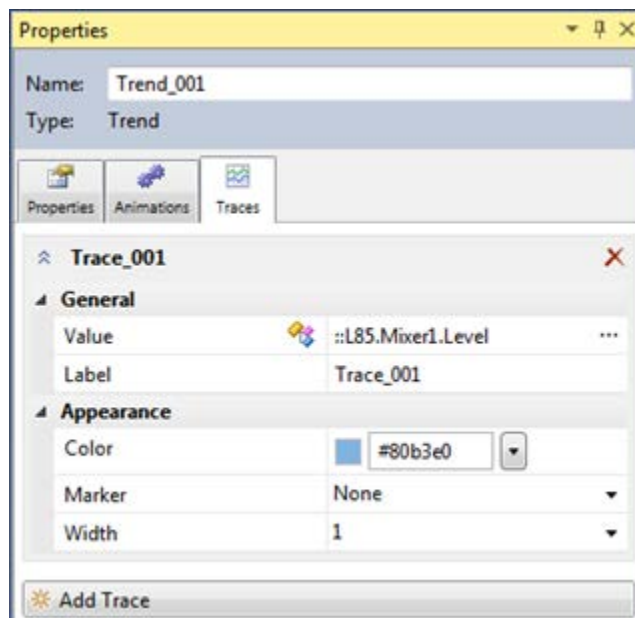 Properties
Name: Trend_001
Type: Trend
Properties Animations Traces
Trace_001
General
Value ::L85.Mixer1.Level ...
Label Trace_001
Appearance
Color #80b3e0
Marker None
Width 1
Add Trace